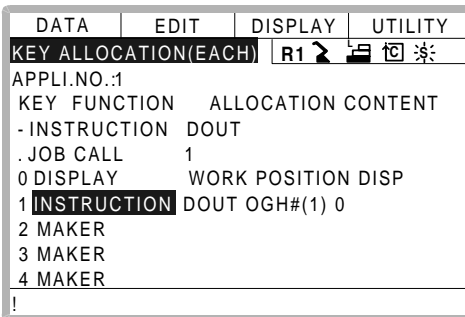 DATA EDIT DISPLAY UTILITY
KEY ALLOCATION(EACH) R1 C S
APPLI.NO.:1
KEY FUNCTION ALLOCATION CONTENT
- INSTRUCTION DOUT
. JOB CALL 1
0 DISPLAY WORK POSITION DISP
1 INSTRUCTION DOUT OGH#(1) 0
2 MAKER
3 MAKER
4 MAKER
!